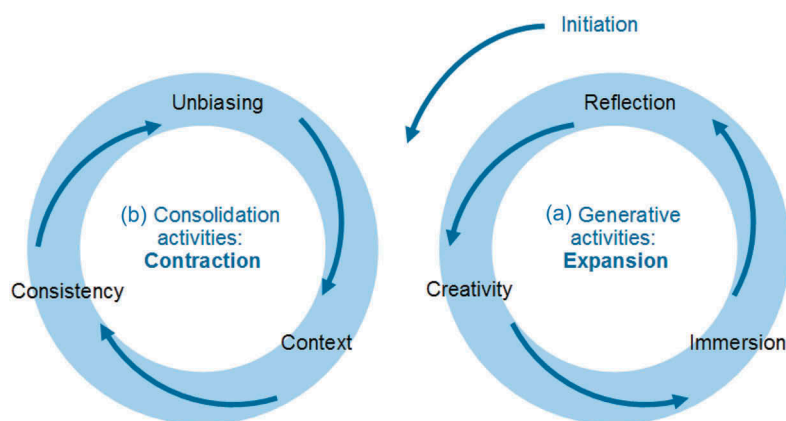 Initiation
Unbiasing
Reflection
(b) Consolidation
activities:
Contraction
(a) Generative
activities:
Expansion
Consistency
Creativity
Context
Immersion